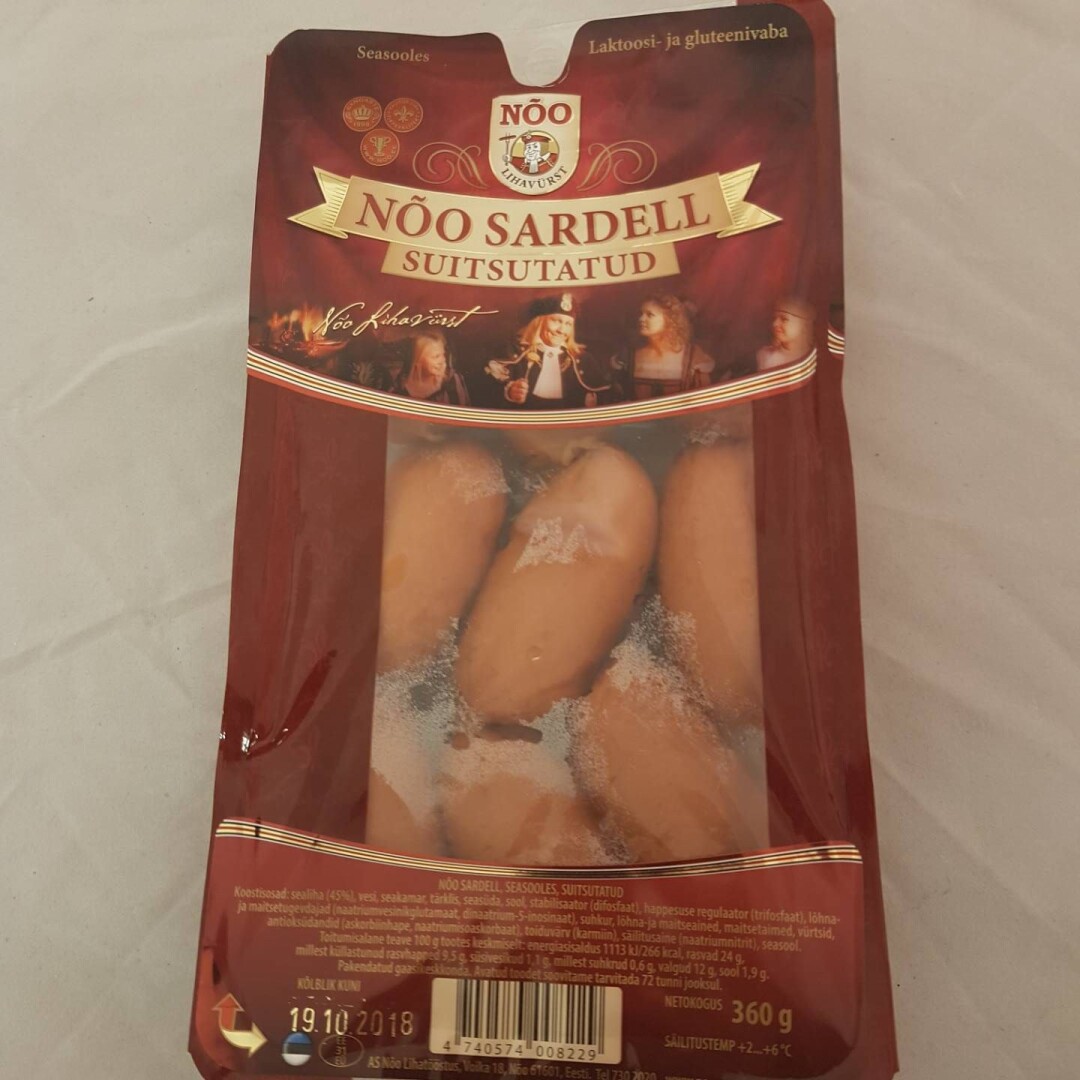 Seasooles
Laktoosi- ja gluteenivaba
NÕO
LIHAVÜRST
NÕO SARDELL
SUITSUTATUD
Nõo Lihavürst
NÕO SARDELL, SEASOOLES, SUITSUTATUD
Koostisosad: sealiha (45%), vesi, seakamar, tärklis, seasüda, sool, stabilisaator (difosfaat), happesuse regulaator (trifosfaat), lõhna-
ja maitsetugevdajad (naatriumvesinikglutamaat, dinaatrium-5-inosinaat), suhkur, lõhna-ja maitseained, maitsetaimed, vürtsid,
antioksüdandid (askorbiinhape, naatriumisoaskorbaat), toiduvärv (karmiin), säilitusaine (naatriumnitrit), seasool.
Toitumisalane teave 100 g tootes keskmiselt: energiasisaldus 1113 kJ/266 kcal, rasvad 24 g,
millest küllastunud rasvhapped 9,5 g, süsivesikud 1,1 g, millest suhkrud 0,6 g, valgud 12 g, sool 1,9 g.
Pakendatud gaasikeskkonda. Avatud toodet soovitame tarvitada 72 tunni jooksul.
KÕLBLIK KUNI
19.10.2018
EE
31
EU
4 740574 008229
NETOKOGUS 360 g
SÄILITUSTEMP +2...+6 °C
AS Nõo Lihatööstus, Voika 18, Nõo 61601, Eesti. Tel 730 2020